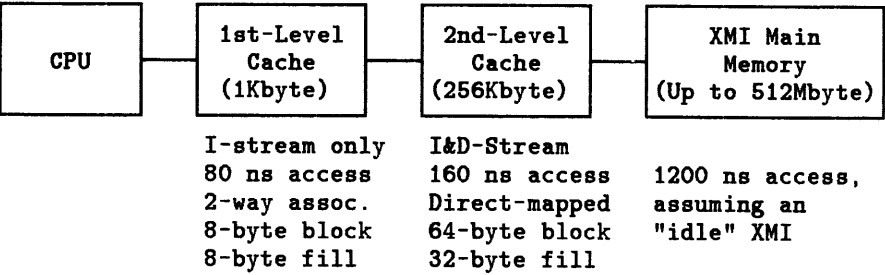 CPU
1st-Level
Cache
(1Kbyte)
2nd-Level
Cache
(256Kbyte)
XMI Main
Memory
(Up to 512Mbyte)
I-stream only
80 ns access
2-way assoc.
8-byte block
8-byte fill
I&D-Stream
160 ns access
Direct-mapped
64-byte block
32-byte fill
1200 ns access,
assuming an
"idle" XMI